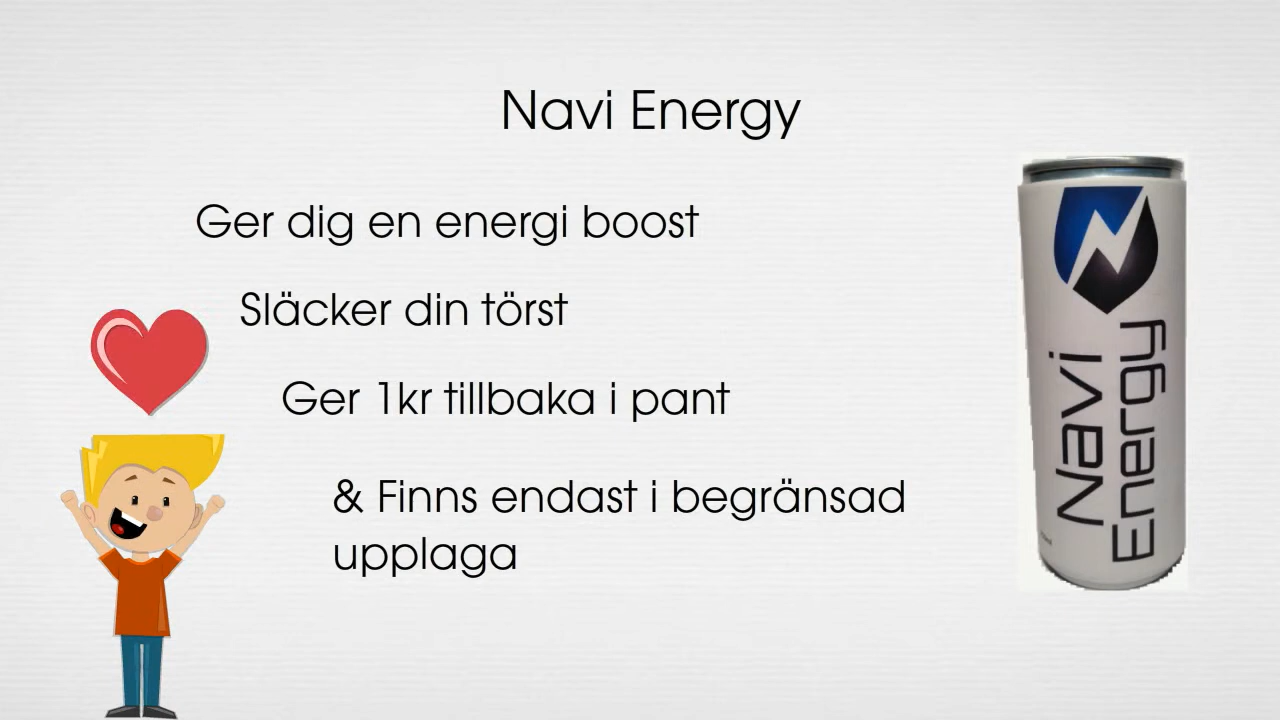 Navi Energy
Ger dig en energi boost
Släcker din törst
Ger 1kr tillbaka i pant
& Finns endast i begränsad
upplaga
Navi
Energy